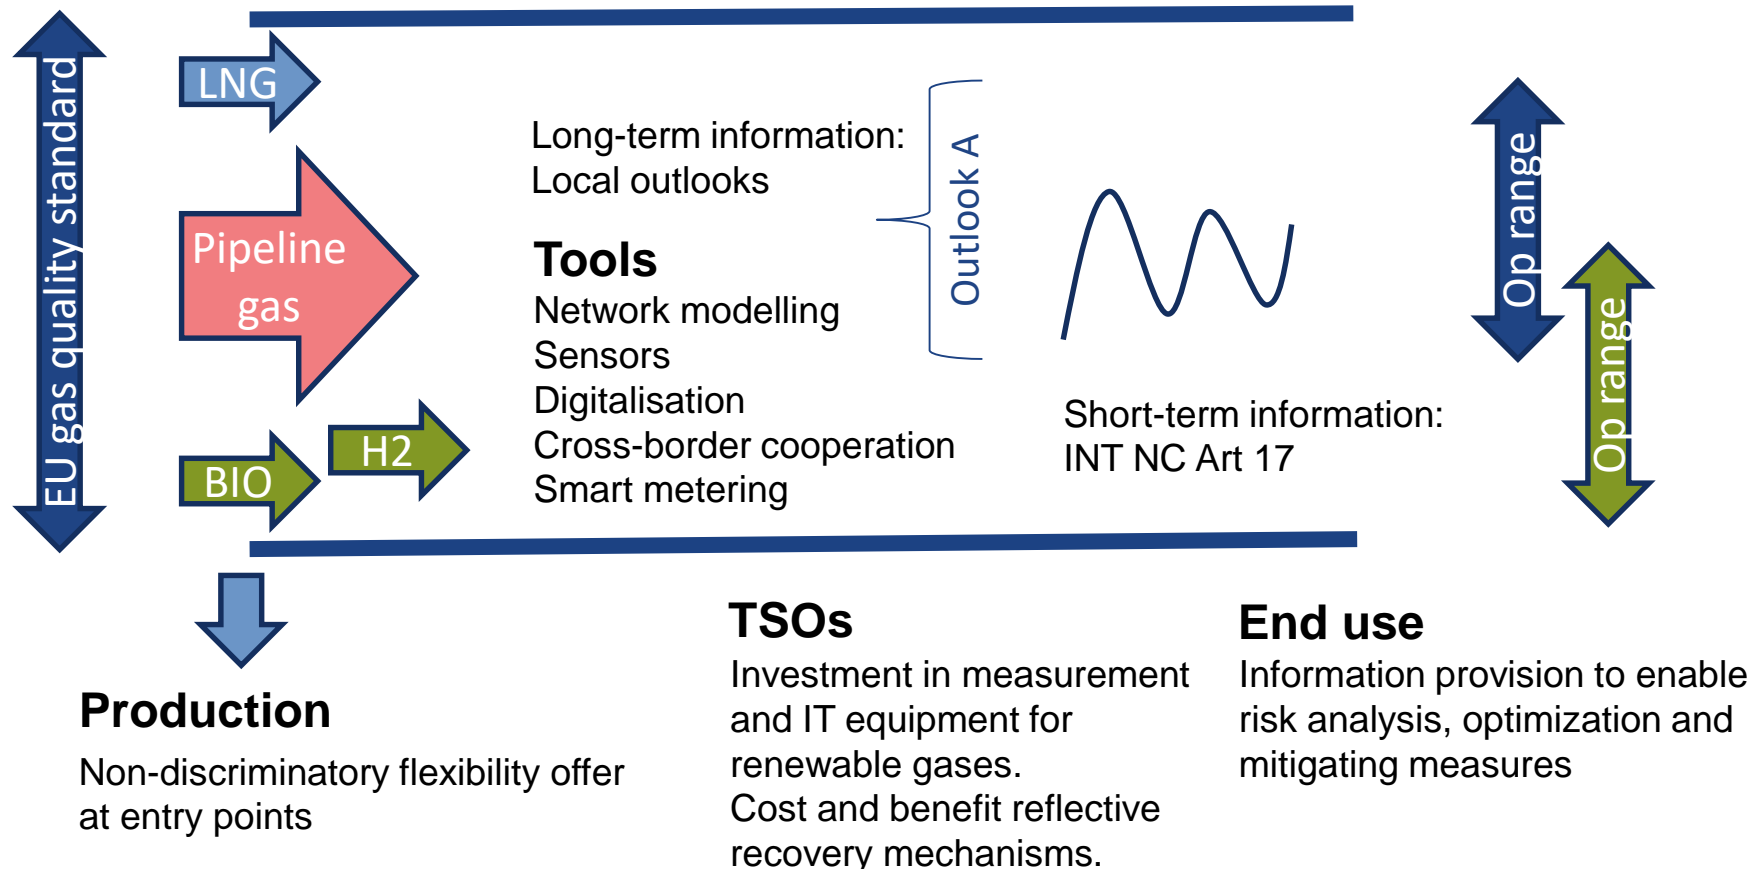 EU gas quality standard
LNG
Pipeline
gas
BIO
H2
Long-term information:
Local outlooks
Tools
Network modelling
Sensors
Digitalisation
Cross-border cooperation
Smart metering
Outlook A
Short-term information:
INT NC Art 17
Op range
Op range
Production
Non-discriminatory flexibility offer
at entry points
TSOs
Investment in measurement
and IT equipment for
renewable gases.
Cost and benefit reflective
recovery mechanisms.
End use
Information provision to enable
risk analysis, optimization and
mitigating measures